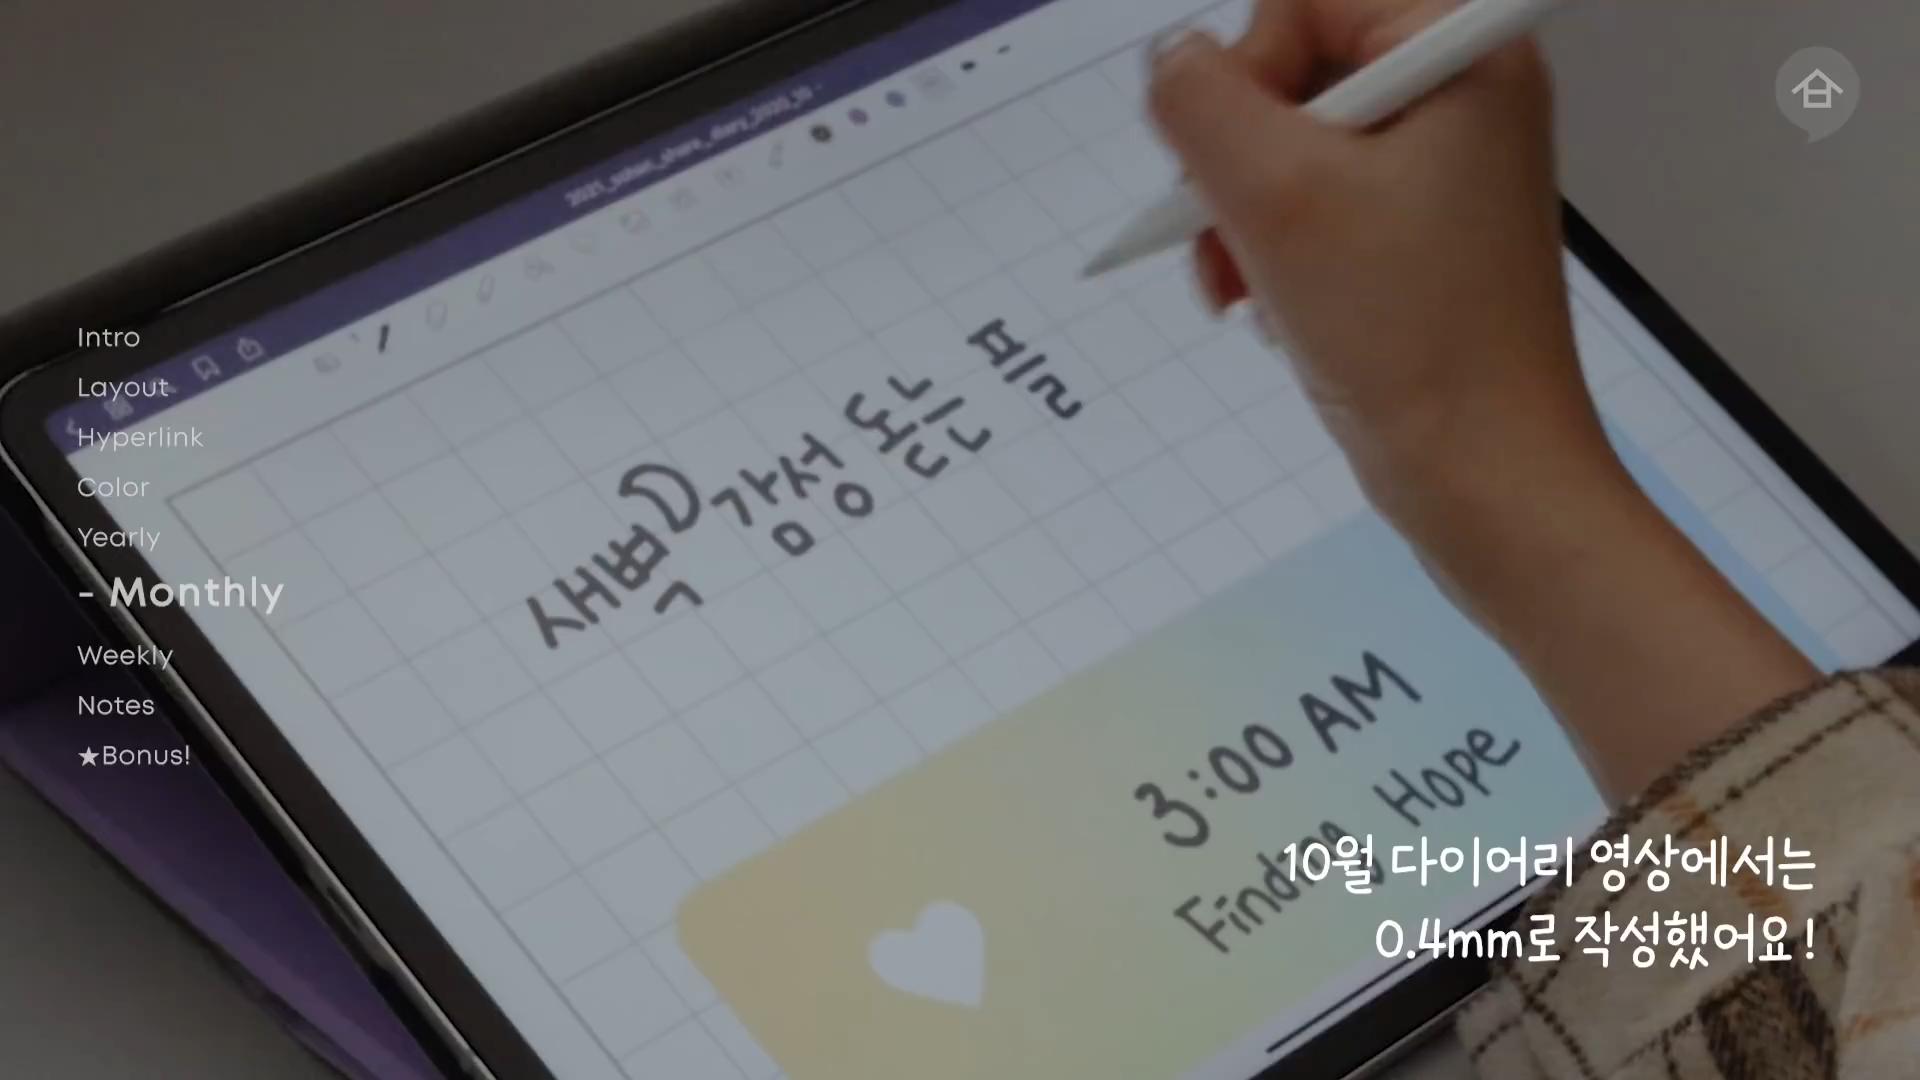 2021_sohee_share_diary_2020_10
Intro
Layout
Hyperlink
Color
Yearly
- Monthly
Weekly
Notes
★Bonus!
새벽 감성 돋는 플
3:00 AM
Finding Hope
10월 다이어리 영상에서는
0.4mm로 작성했어요!